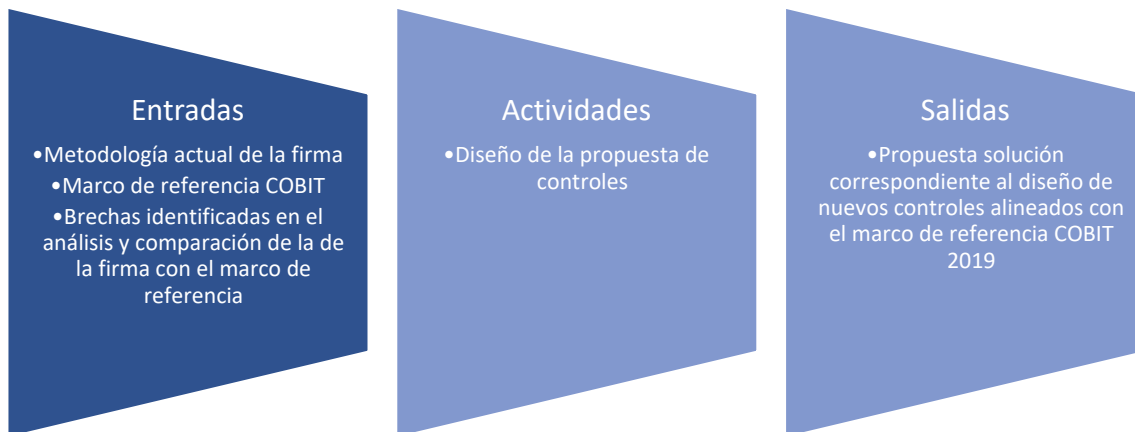 Entradas
•Metodología actual de la firma
•Marco de referencia COBIT
•Brechas identificadas en el
análisis y comparación de la de
la firma con el marco de
referencia
Actividades
•Diseño de la propuesta de
controles
Salidas
•Propuesta solución
correspondiente al diseño de
nuevos controles alineados con
el marco de referencia COBIT
2019